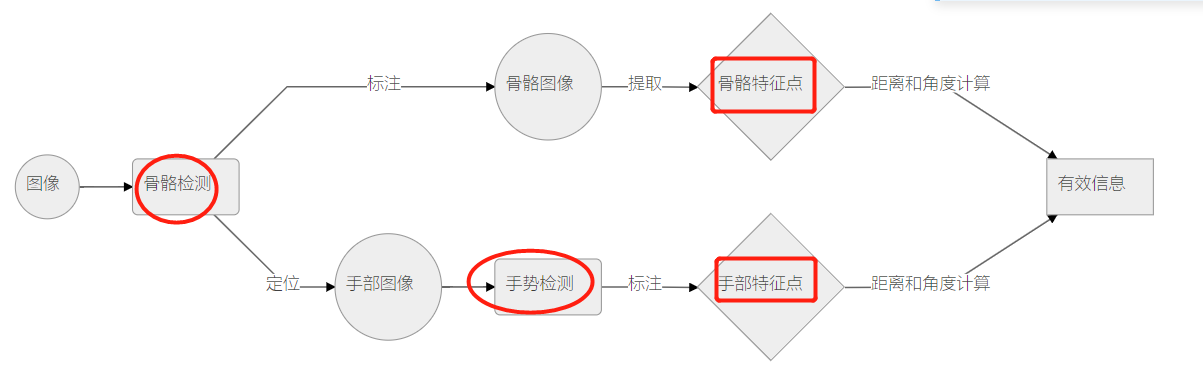 标注
骨骼图像
提取
骨骼特征点
距离和角度计算
图像
骨骼检测
有效信息
定位
手部图像
手势检测
标注
手部特征点
距离和角度计算